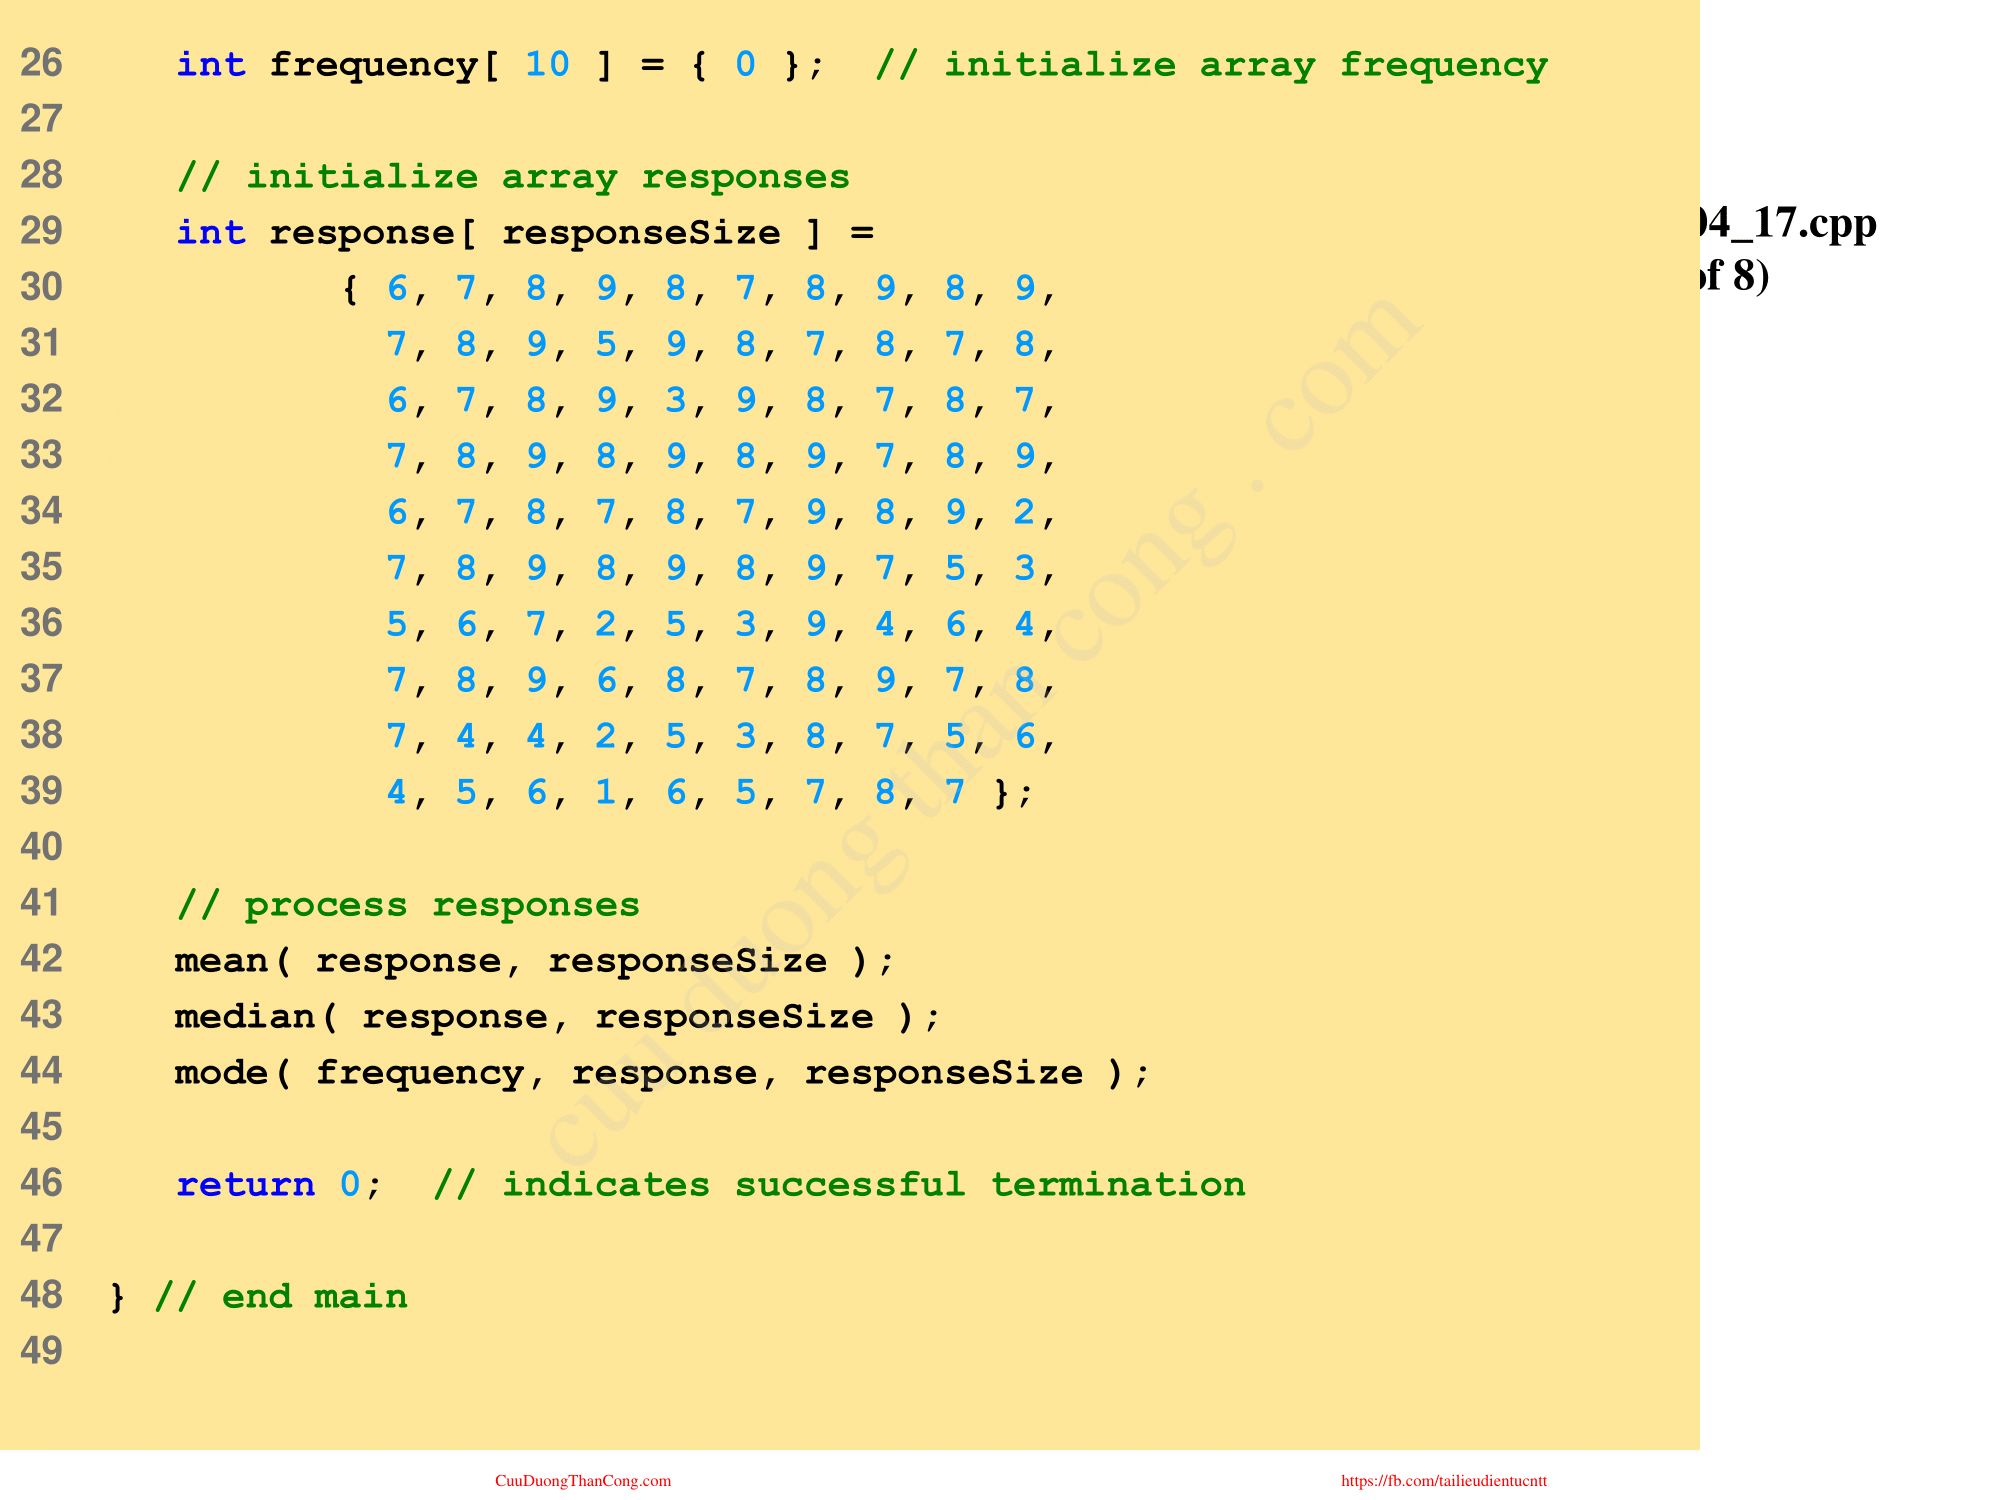 26 int frequency[ 10 ] = { 0 }; // initialize array frequency
27
28 // initialize array responses
29 int response[ responseSize ] =
30 { 6, 7, 8, 9, 8, 7, 8, 9, 8, 9,
31 7, 8, 9, 5, 9, 8, 7, 8, 7, 8,
32 6, 7, 8, 9, 3, 9, 8, 7, 8, 7,
33 7, 8, 9, 8, 9, 8, 9, 7, 8, 9,
34 6, 7, 8, 7, 8, 7, 9, 8, 9, 2,
35 7, 8, 9, 8, 9, 8, 9, 7, 5, 3,
36 5, 6, 7, 2, 5, 3, 9, 4, 6, 4,
37 7, 8, 9, 6, 8, 7, 8, 9, 7, 8,
38 7, 4, 4, 2, 5, 3, 8, 7, 5, 6,
39 4, 5, 6, 1, 6, 5, 7, 8, 7 };
40
41 // process responses
42 mean( response, responseSize );
43 median( response, responseSize );
44 mode( frequency, response, responseSize );
45
46 return 0; // indicates successful termination
47
48 } // end main
49
04_17.cpp
of 8)
cuu duong than cong . com
CuuDuongThanCong.com
https://fb.com/tailieudientucntt